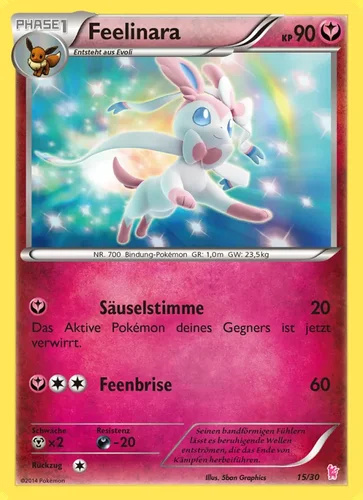 PHASE1
Feelinara
KP 90
Entsteht aus Evoli
NR. 700 Bindung-Pokémon GR: 1,0m GW: 23,5kg
Säuselstimme 20
Das Aktive Pokémon deines Gegners ist jetzt
verwirrt.
Feenbrise 60
Schwäche Resistenz
×2 -20
Rückzug
Seinen bandförmigen Fühlern
lässt es beruhigende Wellen
entströmen, die das Ende von
Kämpfen herbeiführen.
©2014 Pokémon
Illus. 5ban Graphics
15/30